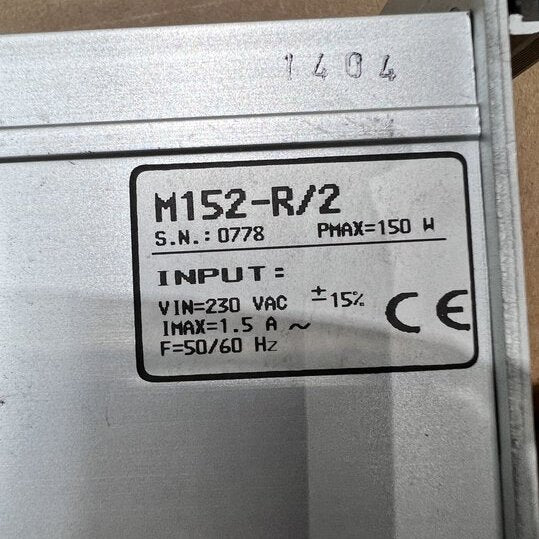 1404
M152-R/2
S.N.: 0778 PMAX=150 W
INPUT:
VIN=230 VAC ±15%
IMAX=1.5 A ~
F=50/60 Hz
CE